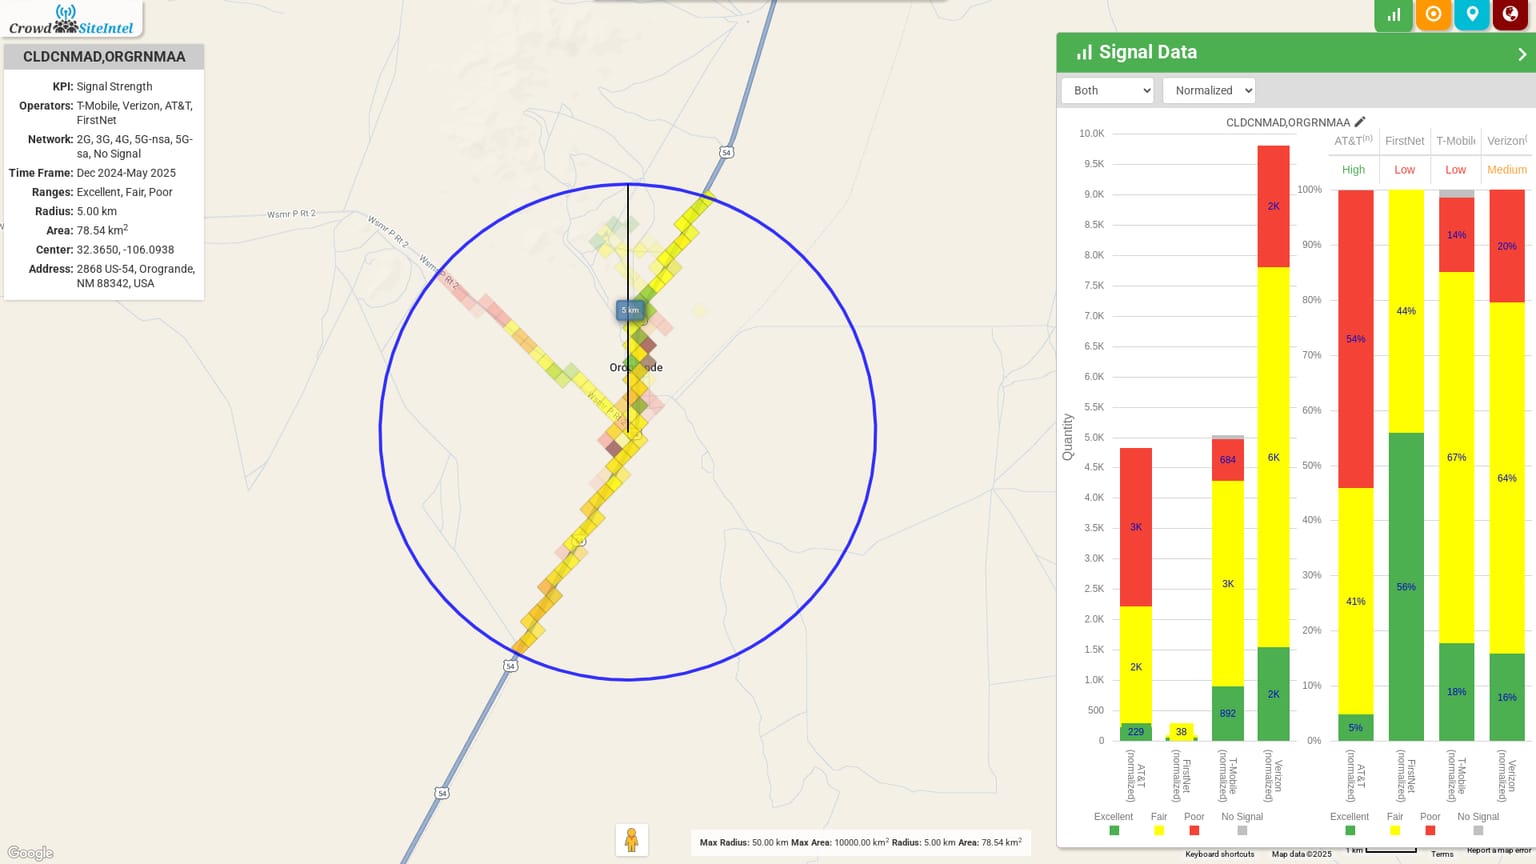 CrowdSiteIntel
CLDCNMAD,ORGRNMAA
KPI: Signal Strength
Operators: T-Mobile, Verizon, AT&T,
FirstNet
Network: 2G, 3G, 4G, 5G-nsa, 5G-
sa, No Signal
Time Frame: Dec 2024-May 2025
Ranges: Excellent, Fair, Poor
Radius: 5.00 km
Area: 78.54 km²
Center: 32.3650, -106.0938
Address: 2868 US-54, Orogrande,
NM 88342, USA
54
Wsmr P Rt 2
Wsmr P Rt 2
Wsmr P Rt 2
5 km
Wsmr P Rt 2
54
54
Google
Max Radius: 50.00 km Max Area: 10000.00 km² Radius: 5.00 km Area: 78.54 km²
Signal Data
Both
Normalized
CLDCNMAD,ORGRNMAA
10.0K
9.5K
9.0K
8.5K
8.0K
7.5K
7.0K
6.5K
6.0K
5.5K
5.0K
4.5K
4.0K
3.5K
3.0K
2.5K
2.0K
1.5K
1.0K
500
0
Quantity
3K
2K
229
38
684
3K
892
2K
6K
2K
AT&T (normalized)
FirstNet (normalized)
T-Mobile (normalized)
Verizon (normalized)
Excellent Fair Poor No Signal
AT&T(n) FirstNet T-Mobil Verizon(
High Low Low Medium
100%
90%
80%
70%
60%
50%
40%
30%
20%
10%
0%
54%
41%
5%
44%
56%
14%
67%
18%
20%
64%
16%
AT&T (normalized)
FirstNet (normalized)
T-Mobile (normalized)
Verizon (normalized)
Excellent Fair Poor No Signal
Keyboard shortcuts Map data ©2025 1 km Terms Report a map error